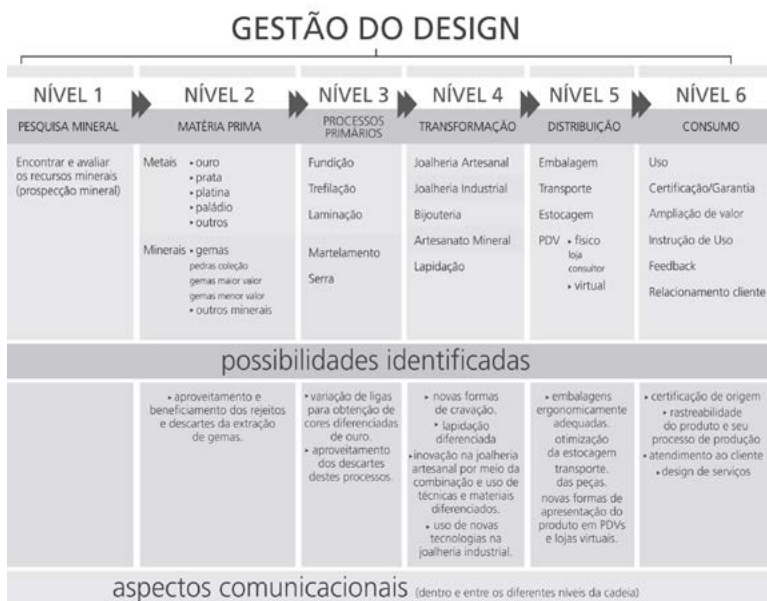 GESTÃO DO DESIGN
NÍVEL 1
PESQUISA MINERAL
Encontrar e avaliar
os recursos minerais
(prospecção mineral)
NÍVEL 2
MATÉRIA PRIMA
Metais ▸ ouro
▸ prata
▸ platina
▸ paládio
▸ outros
Minerais ▸ gemas
pedras coleção
gemas maior valor
gemas menor valor
▸ outros minerais
NÍVEL 3
PROCESSOS
PRIMÁRIOS
Fundição
Trefilação
Laminação
Martelamento
Serra
NÍVEL 4
TRANSFORMAÇÃO
Joalheria Artesanal
Joalheria Industrial
Bijouteria
Artesanato Mineral
Lapidação
NÍVEL 5
DISTRIBUIÇÃO
Embalagem
Transporte
Estocagem
PDV ▸ físico
loja
consultor
▸ virtual
NÍVEL 6
CONSUMO
Uso
Certificação/Garantia
Ampliação de valor
Instrução de Uso
Feedback
Relacionamento cliente
possibilidades identificadas
▸ aproveitamento e
beneficiamento dos rejeitos
e descartes da extração
de gemas.
▸ variação de ligas
para obtenção de
cores diferenciadas
de ouro.
▸ aproveitamento
dos descartes
destes processos.
▸ novas formas
de cravação.
▸ lapidação
diferenciada
▸ inovação na joalheria
artesanal por meio da
combinação e uso de
técnicas e materiais
diferenciados.
▸ uso de novas
tecnologias na
joalheria industrial.
▸ embalagens
ergonomicamente
adequadas.
otimização
da estocagem
transporte.
das peças.
novas formas de
apresentação do
produto em PDVs
e lojas virtuais.
▸ certificação de origem
▸ rastreabilidade
do produto e seu
processo de produção
▸ atendimento ao cliente
▸ design de serviços
aspectos comunicacionais (dentro e entre os diferentes níveis da cadeia)